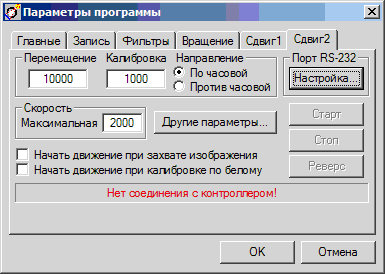 Параметры программы
Главные Запись Фильтры Вращение Сдвиг1 Сдвиг2
Перемещение Калибровка Направление Порт RS-232
10000 1000 По часовой Настройка...
Против часовой
Скорость
Максимальная 2000 Другие параметры... Старт
Стоп
Начать движение при захвате изображения
Начать движение при калибровке по белому Реверс
Нет соединения с контроллером!
OK Отмена